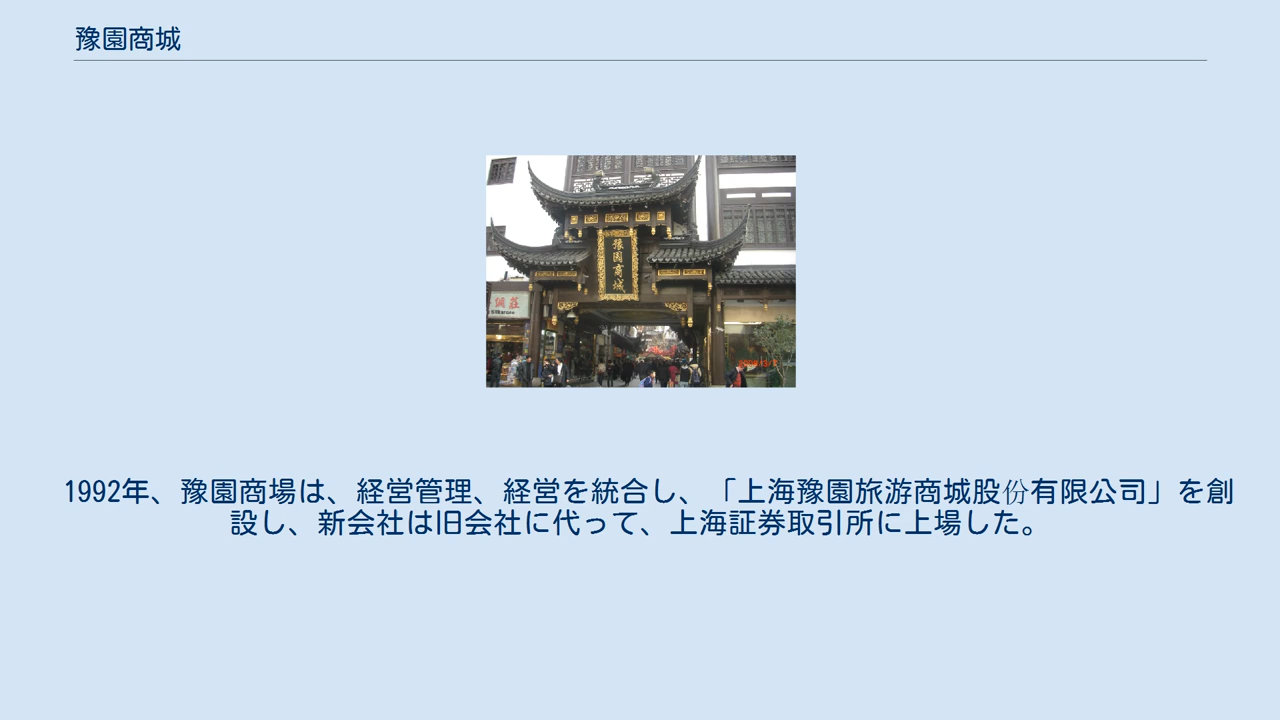 豫園商城
豫園商城
1992年、豫園商場は、経営管理、経営を統合し、「上海豫園旅游商城股份有限公司」を創
設し、新会社は旧会社に代って、上海証券取引所に上場した。